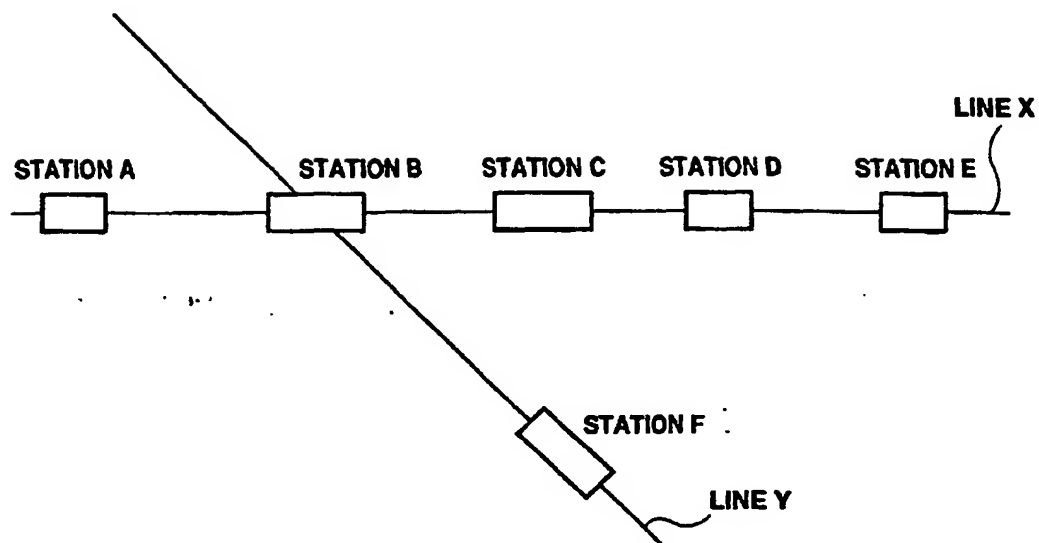 LINE X
STATION A
STATION B
STATION C
STATION D
STATION E
STATION F
LINE Y